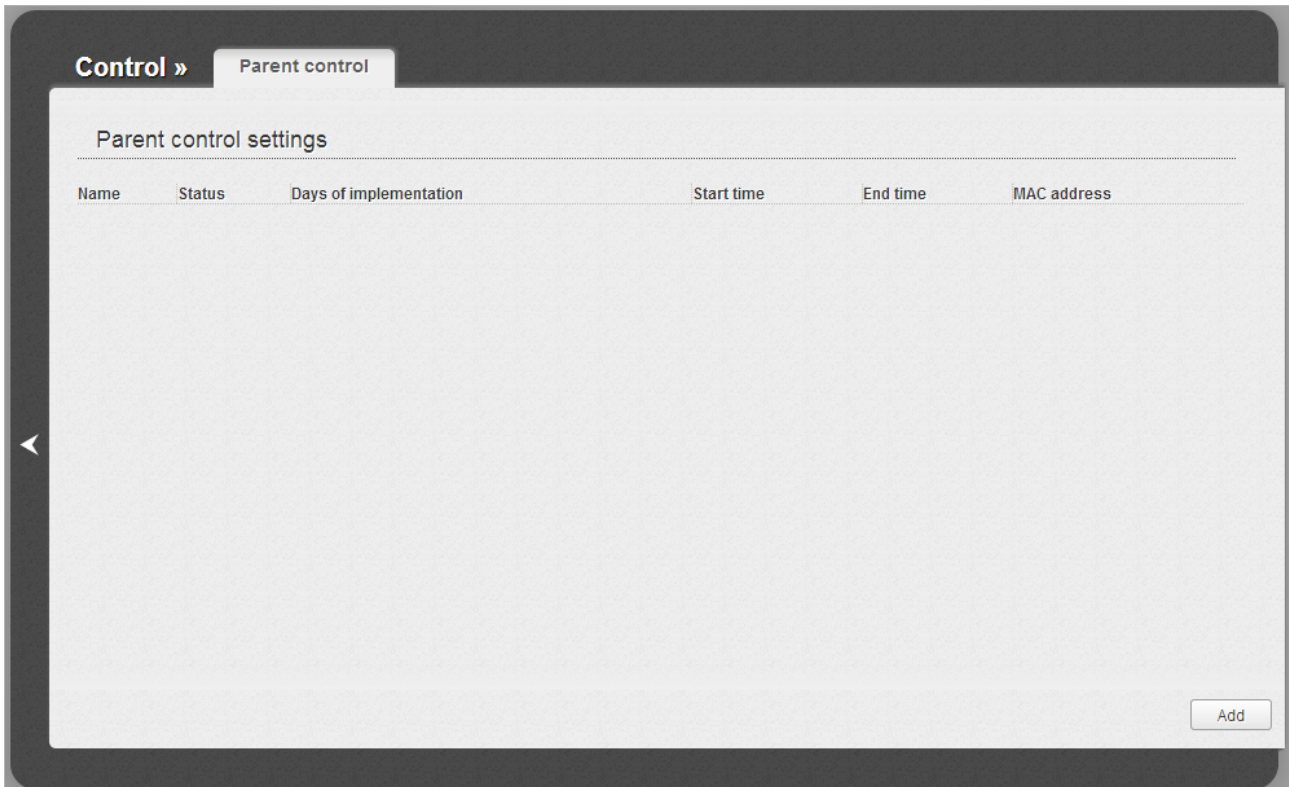 Control » Parent control
Parent control settings
Name Status Days of implementation Start time End time MAC address
Add